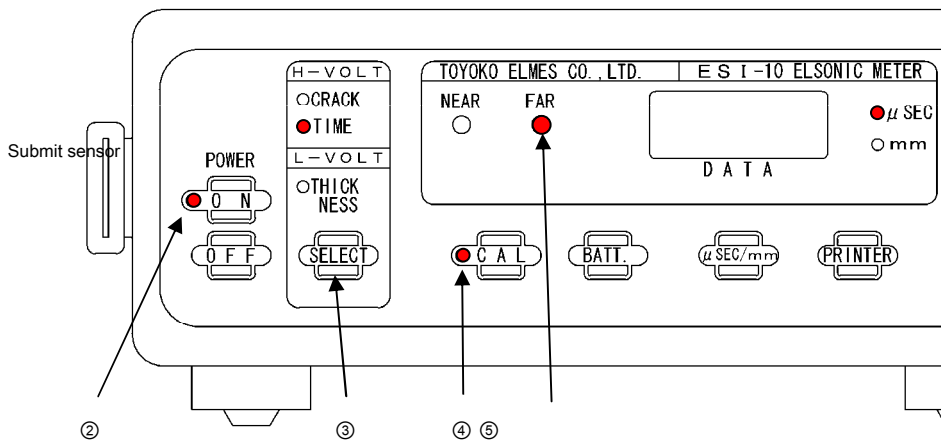 H-VOLT
○CRACK
●TIME
L-VOLT
○THICK
NESS
SELECT
Submit sensor
POWER
ON
OFF
TOYOKO ELMES CO.,LTD.
ESI-10 ELSONIC METER
NEAR
FAR
μSEC
mm
DATA
CAL
BATT.
μSEC/mm
PRINTER
②
③
④ ⑤